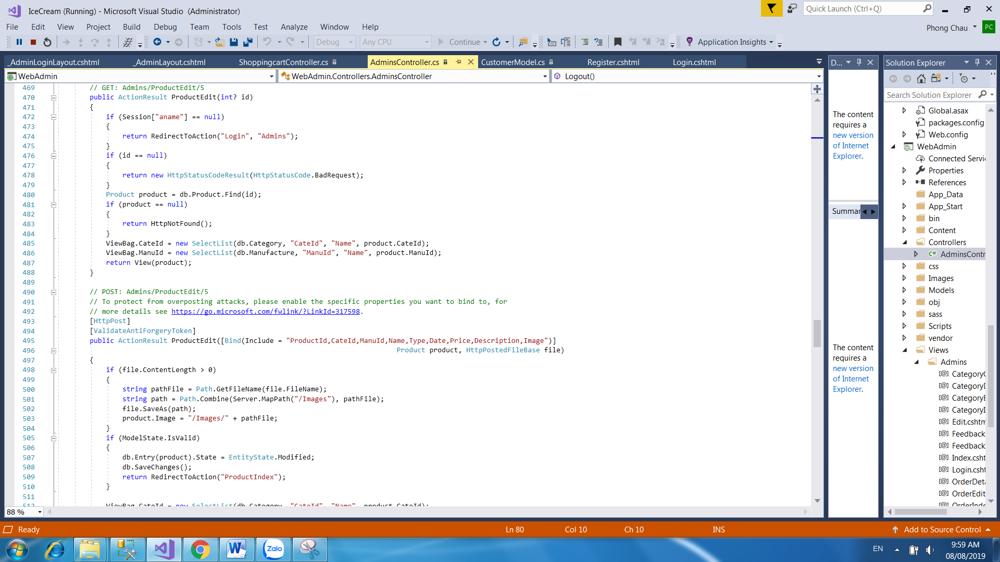 IceCream (Running) - Microsoft Visual Studio (Administrator)
Quick Launch (Ctrl+Q)
File Edit View Project Build Debug Team Tools Test Analyze Window Help
Phong Chau PC
Debug Any CPU Continue Application Insights
_AdminLoginLayout.cshtml _AdminLayout.cshtml ShoppingcartController.cs AdminsController.cs CustomerModel.cs Register.cshtml Login.cshtml
WebAdmin WebAdmin.Controllers.AdminsController Logout()
469 // GET: Admins/ProductEdit/5
470 public ActionResult ProductEdit(int? id)
471 {
472 if (Session["aname"] == null)
473 {
474 return RedirectToAction("Login", "Admins");
475 }
476 if (id == null)
477 {
478 return new HttpStatusCodeResult(HttpStatusCode.BadRequest);
479 }
480 Product product = db.Product.Find(id);
481 if (product == null)
482 {
483 return HttpNotFound();
484 }
485 ViewBag.CateId = new SelectList(db.Category, "CateId", "Name", product.CateId);
486 ViewBag.ManuId = new SelectList(db.Manufacture, "ManuId", "Name", product.ManuId);
487 return View(product);
488 }
489
490 // POST: Admins/ProductEdit/5
491 // To protect from overposting attacks, please enable the specific properties you want to bind to, for
492 // more details see https://go.microsoft.com/fwlink/?LinkId=317598.
493 [HttpPost]
494 [ValidateAntiForgeryToken]
495 public ActionResult ProductEdit([Bind(Include = "ProductId,CateId,ManuId,Name,Type,Date,Price,Description,Image")]
496 Product product, HttpPostedFileBase file)
497 {
498 if (file.ContentLength > 0)
499 {
500 string pathFile = Path.GetFileName(file.FileName);
501 string path = Path.Combine(Server.MapPath("/Images"), pathFile);
502 file.SaveAs(path);
503 product.Image = "/Images/" + pathFile;
504 }
505 if (ModelState.IsValid)
506 {
507 db.Entry(product).State = EntityState.Modified;
508 db.SaveChanges();
509 return RedirectToAction("ProductIndex");
510 }
511
512 ViewBag.CateId = new SelectList(db.Category, "CateId", "Name", product.CateId);
88 %
D...
The content
requires a
new version
of Internet
Explorer.
Summar
The content
requires a
new version
of Internet
Explorer.
Solution Explorer
Search Solution Explorer
Global.asax
packages.config
Web.config
WebAdmin
Connected Servi
Properties
References
App_Data
App_Start
bin
Content
Controllers
C# AdminsContr
css
Images
Models
obj
sass
Scripts
vendor
Views
Admins
[@] CategoryC
[@] CategoryD
[@] CategoryE
[@] CategoryI
[@] Edit.cshtm
[@] Feedback
[@] Feedback
[@] Index.csht
[@] Login.csht
[@] OrderDeta
[@] OrderEdit
[@] OrderInde
Ready Ln 80 Col 10 Ch 10 INS Add to Source Control
Zalo
EN
9:59 AM
08/08/2019